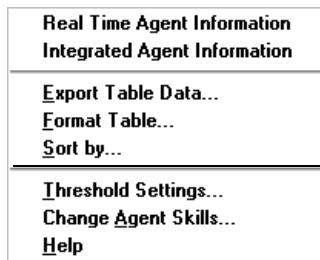 Real Time Agent Information
Integrated Agent Information
Export Table Data...
Format Table...
Sort by...
Threshold Settings...
Change Agent Skills...
Help